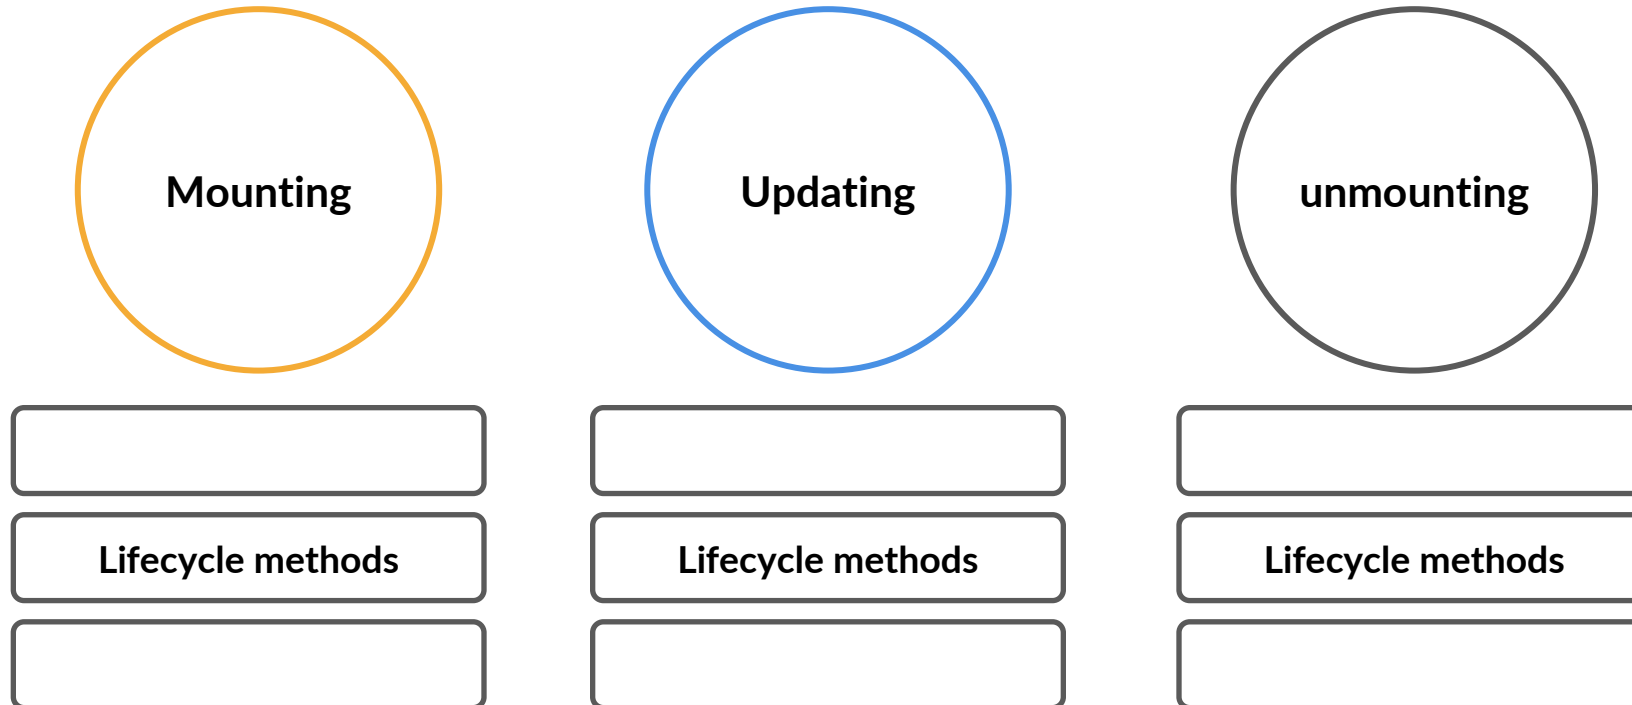 Mounting
Updating
unmounting
Lifecycle methods
Lifecycle methods
Lifecycle methods